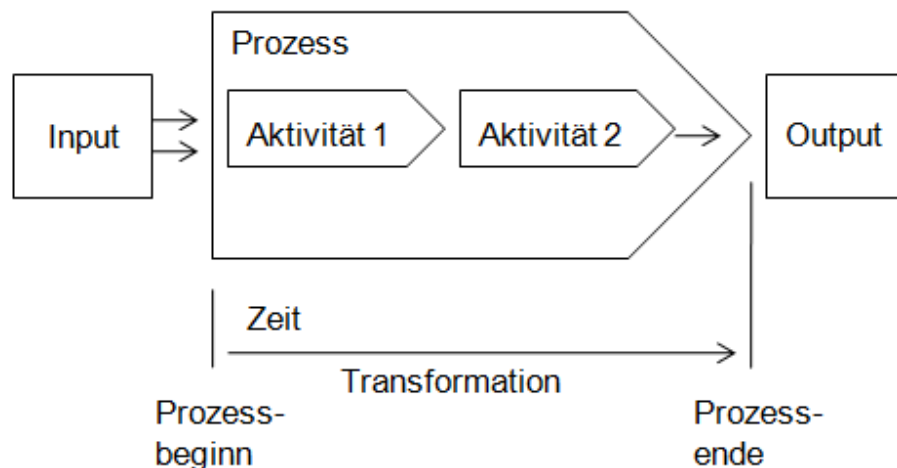 Prozess
Input
Aktivität 1
Aktivität 2
Output
Zeit
Transformation
Prozess-
beginn
Prozess-
ende